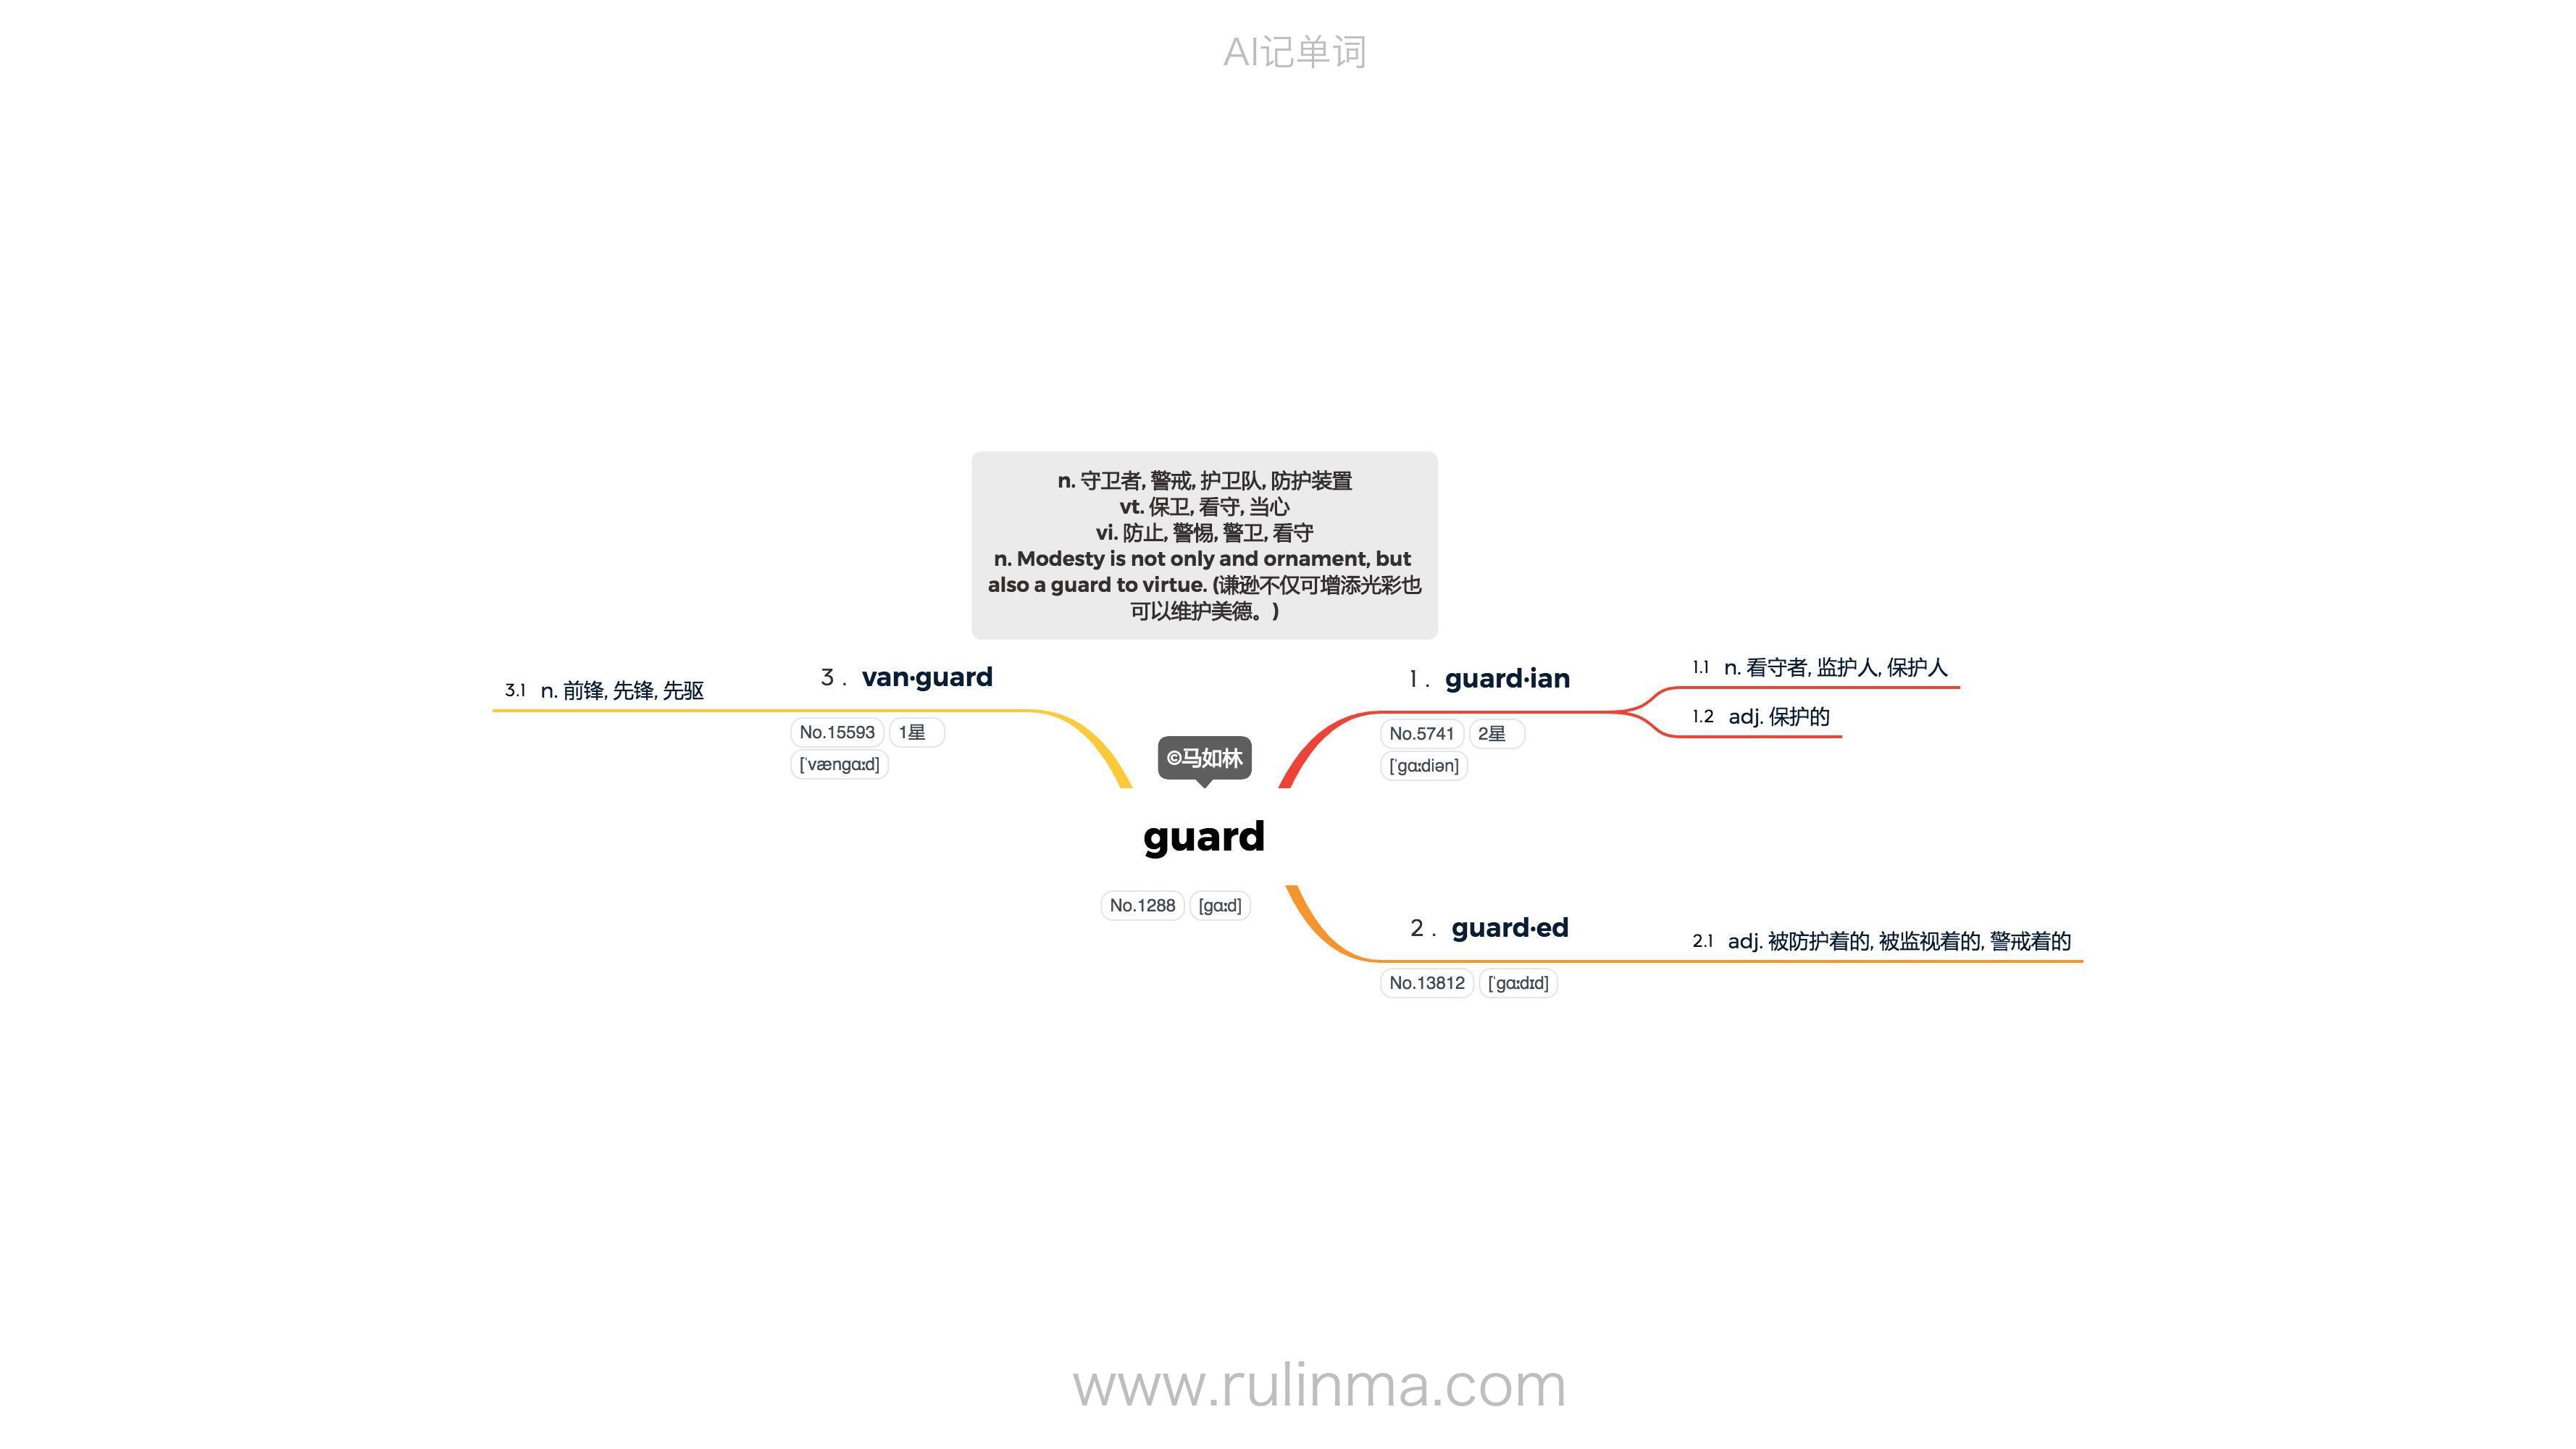 AI记单词
n. 守卫者, 警戒, 护卫队, 防护装置
vt. 保卫, 看守, 当心
vi. 防止, 警惕, 警卫, 看守
n. Modesty is not only and ornament, but
also a guard to virtue. (谦逊不仅可增添光彩也
可以维护美德。)
©马如林
guard
No.1288 [gɑːd]
1 . guard·ian
No.5741 2星
[ˈgɑːdiən]
1.1 n. 看守者, 监护人, 保护人
1.2 adj. 保护的
2 . guard·ed
No.13812 [ˈgɑːdɪd]
2.1 adj. 被防护着的, 被监视着的, 警戒着的
3 . van·guard
No.15593 1星
[ˈvængɑːd]
3.1 n. 前锋, 先锋, 先驱
www.rulinma.com